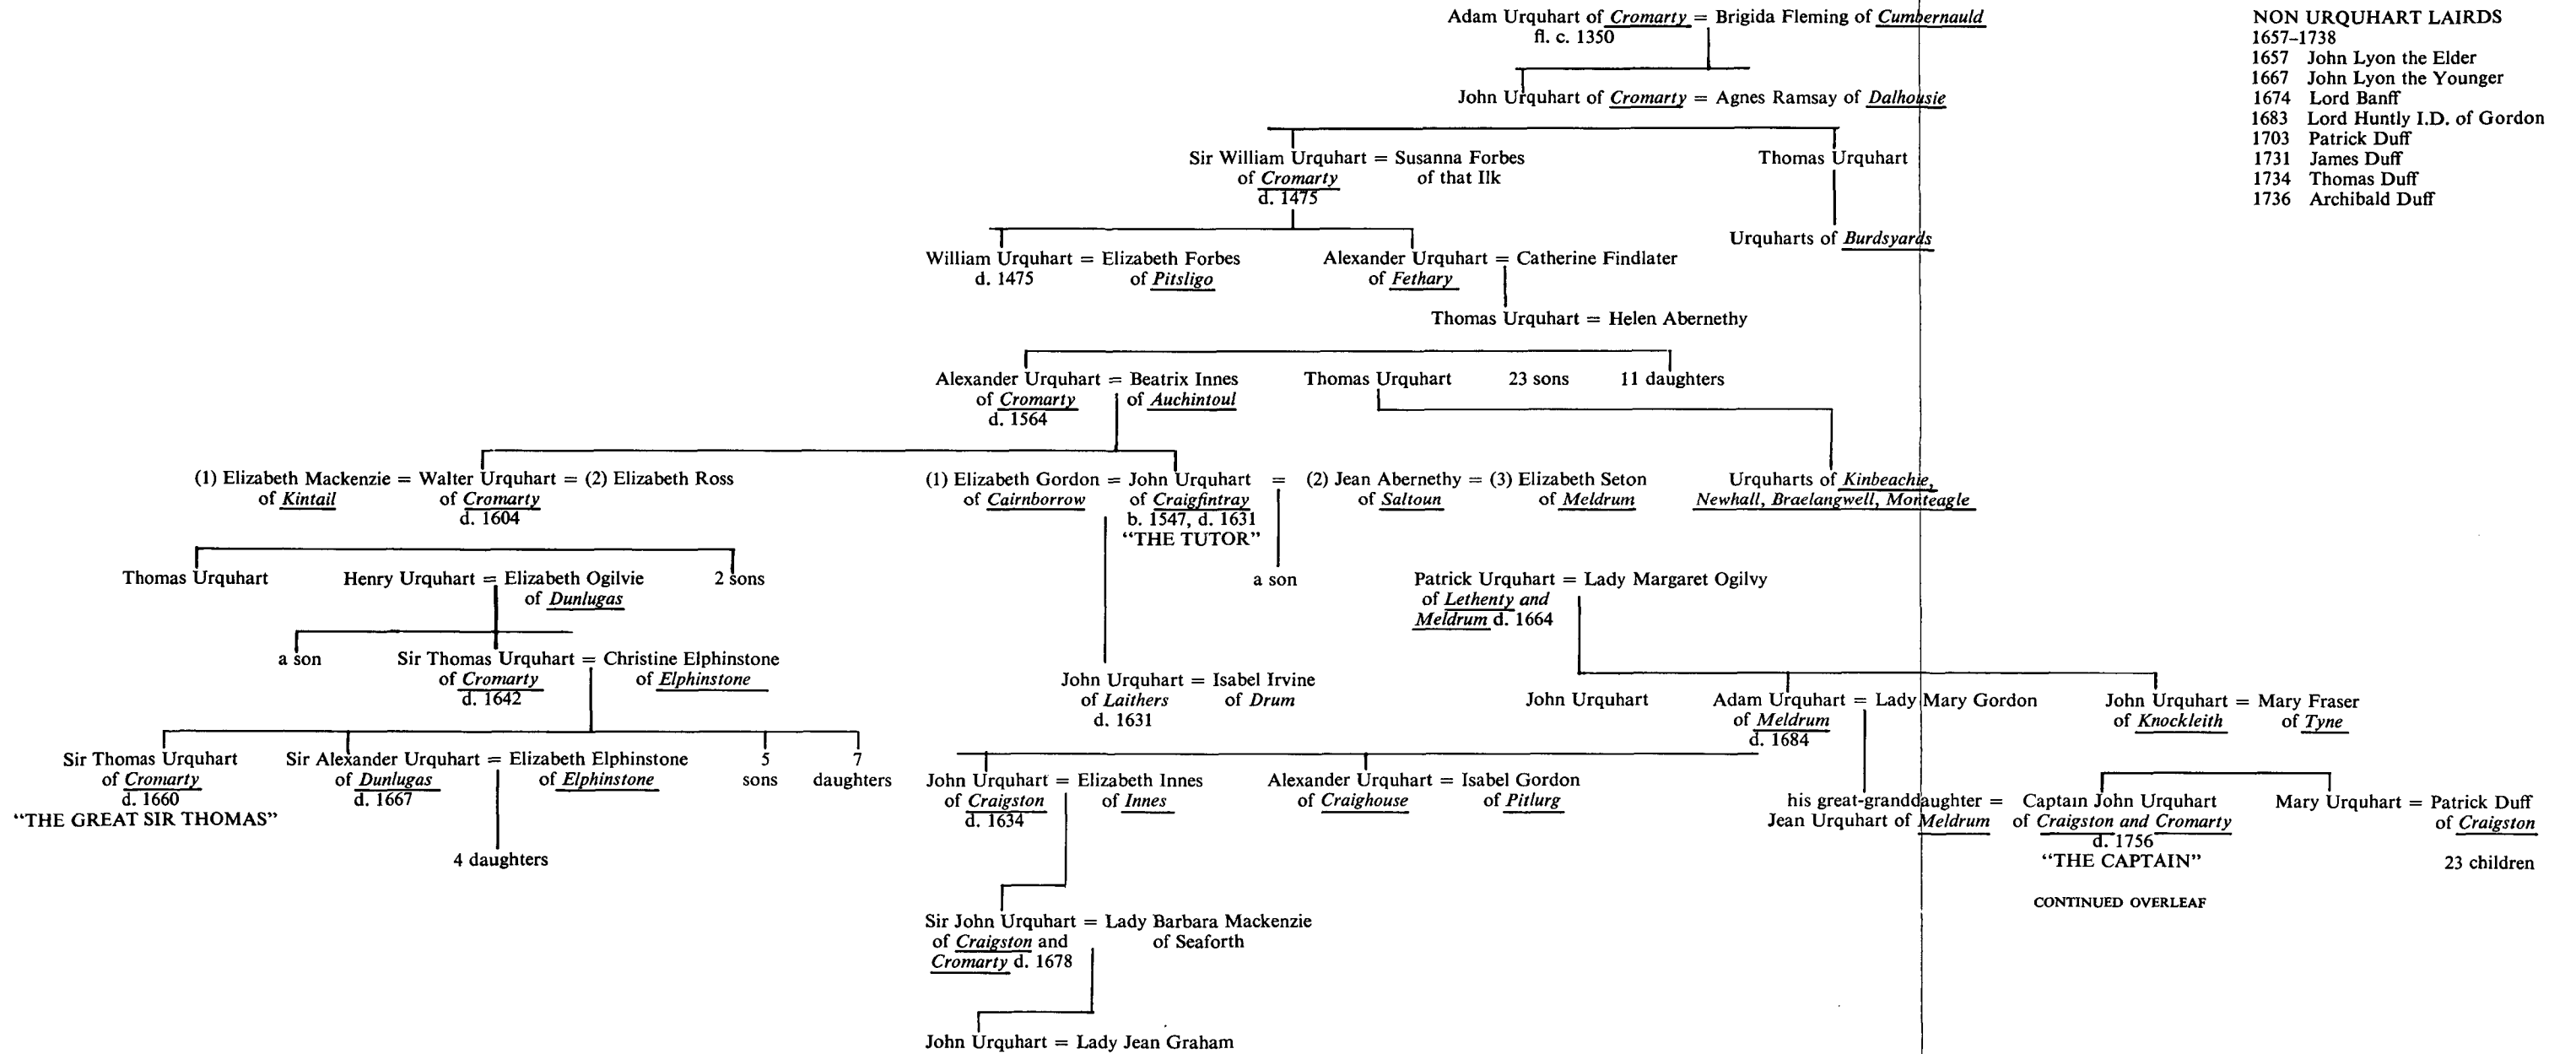 Adam Urquhart of Cromarty = Brigida Fleming of Cumbernauld
fl. c. 1350
NON URQUHART LAIRDS
1657–1738
1657 John Lyon the Elder
1667 John Lyon the Younger
1674 Lord Banff
1683 Lord Huntly I.D. of Gordon
1703 Patrick Duff
1731 James Duff
1734 Thomas Duff
1736 Archibald Duff
John Urquhart of Cromarty = Agnes Ramsay of Dalhousie
Sir William Urquhart = Susanna Forbes
of Cromarty of that Ilk
d. 1475
Thomas Urquhart
Urquharts of Burdsyards
William Urquhart = Elizabeth Forbes
d. 1475 of Pitsligo
Alexander Urquhart = Catherine Findlater
of Fethary
Thomas Urquhart = Helen Abernethy
Alexander Urquhart = Beatrix Innes
of Cromarty of Auchintoul
d. 1564
Thomas Urquhart 23 sons 11 daughters
(1) Elizabeth Mackenzie = Walter Urquhart = (2) Elizabeth Ross
of Kintail of Cromarty
d. 1604
(1) Elizabeth Gordon = John Urquhart = (2) Jean Abernethy = (3) Elizabeth Seton
of Cairnborrow of Craigfintray of Saltoun of Meldrum
b. 1547, d. 1631
“THE TUTOR”
Urquharts of Kinbeachie,
Newhall, Braelangwell, Monteagle
Thomas Urquhart
Henry Urquhart = Elizabeth Ogilvie
of Dunlugas
2 sons
a son
Patrick Urquhart = Lady Margaret Ogilvy
of Lethenty and
Meldrum d. 1664
a son
Sir Thomas Urquhart = Christine Elphinstone
of Cromarty of Elphinstone
d. 1642
John Urquhart = Isabel Irvine
of Laithers of Drum
d. 1631
John Urquhart
Adam Urquhart = Lady Mary Gordon
of Meldrum
d. 1684
John Urquhart = Mary Fraser
of Knockleith of Tyne
Sir Thomas Urquhart
of Cromarty
d. 1660
“THE GREAT SIR THOMAS”
Sir Alexander Urquhart = Elizabeth Elphinstone
of Dunlugas of Elphinstone
d. 1667
5
sons
7
daughters
4 daughters
John Urquhart = Elizabeth Innes
of Craigston of Innes
d. 1634
Alexander Urquhart = Isabel Gordon
of Craighouse of Pitlurg
his great-granddaughter = Captain John Urquhart
Jean Urquhart of Meldrum of Craigston and Cromarty
d. 1756
“THE CAPTAIN”
Mary Urquhart = Patrick Duff
of Craigston
23 children
CONTINUED OVERLEAF
Sir John Urquhart = Lady Barbara Mackenzie
of Craigston and of Seaforth
Cromarty d. 1678
John Urquhart = Lady Jean Graham